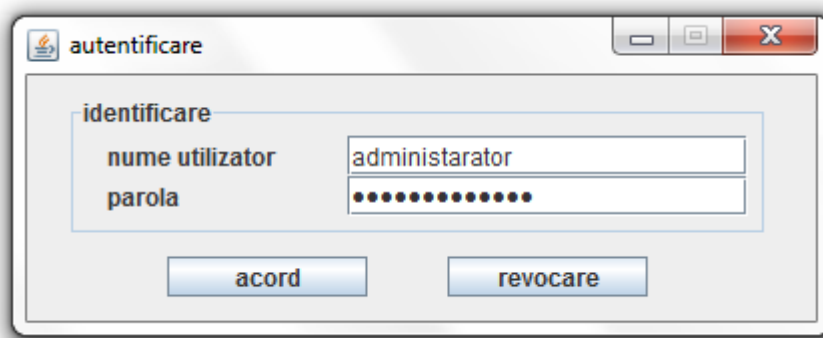 autentificare
identificare
nume utilizator administarator
parola •••••••••••••
acord revocare